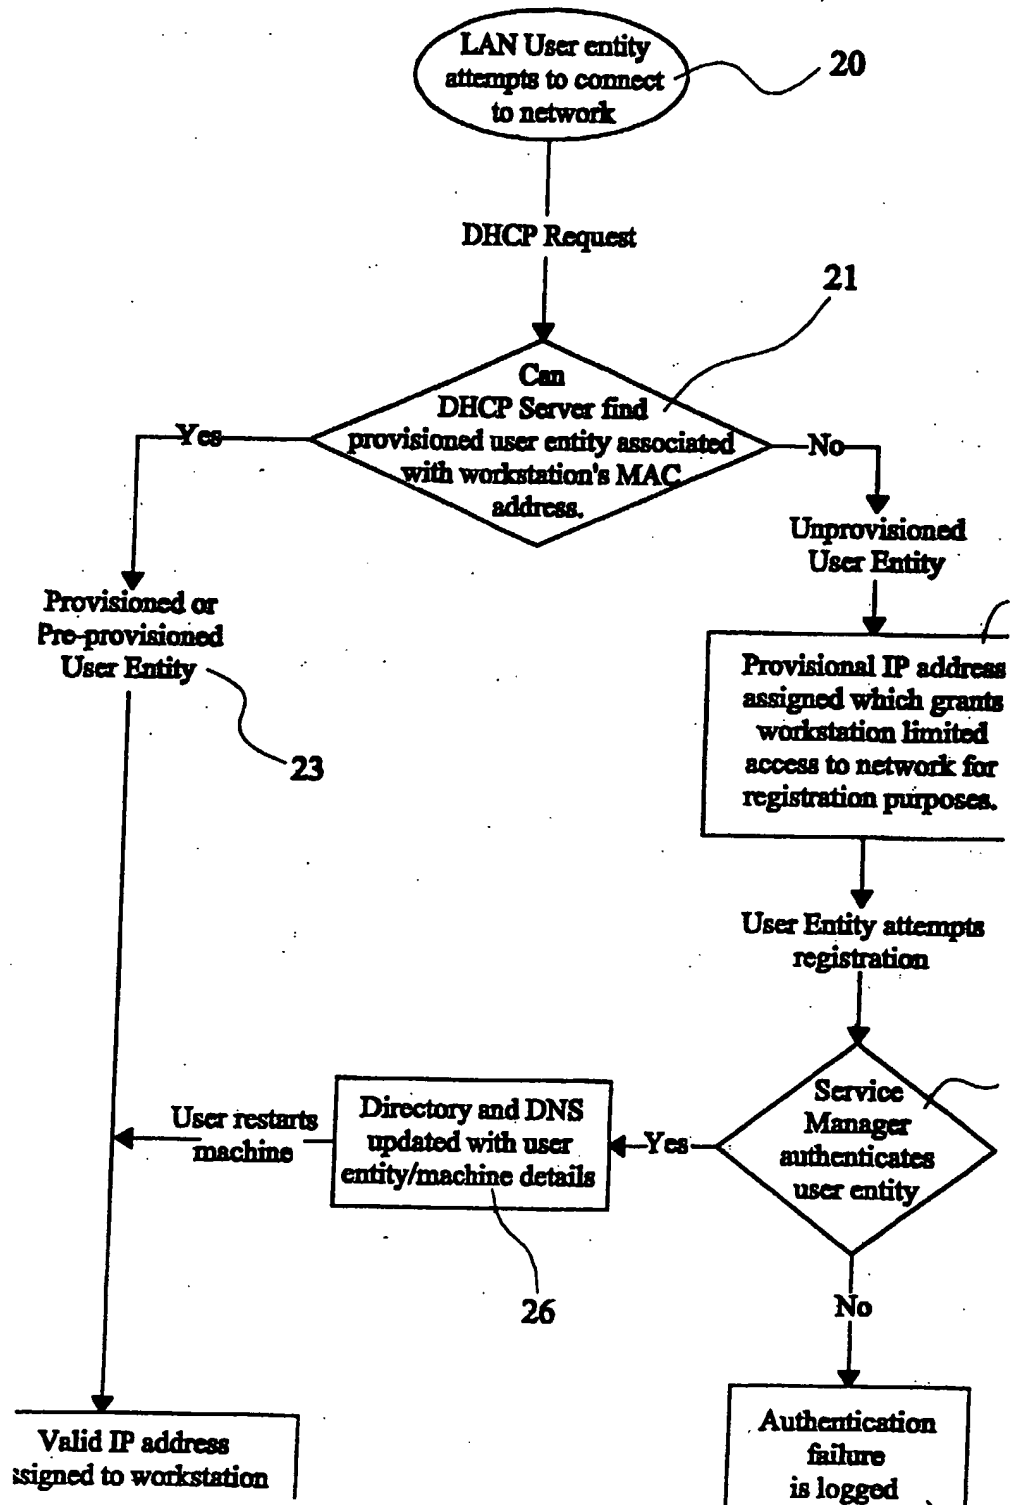 LAN User entity
attempts to connect
to network
20
DHCP Request
21
Can
DHCP Server find
provisioned user entity associated
with workstation's MAC
address.
Yes
No
Unprovisioned
User Entity
Provisioned or
Pre-provisioned
User Entity
23
Provisional IP address
assigned which grants
workstation limited
access to network for
registration purposes.
User Entity attempts
registration
Service
Manager
authenticates
user entity
Yes
Directory and DNS
updated with user
entity/machine details
26
User restarts
machine
No
Valid IP address
ssigned to workstation
Authentication
failure
is logged